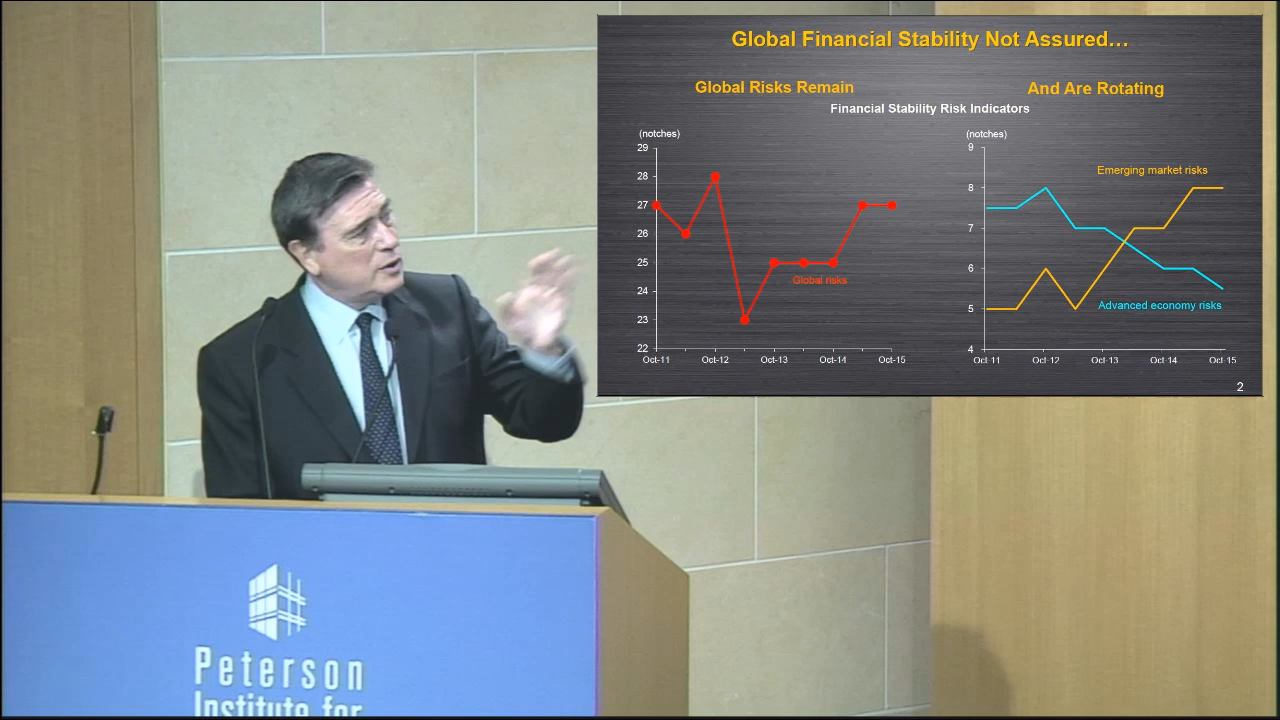 Global Financial Stability Not Assured…
Global Risks Remain
And Are Rotating
Financial Stability Risk Indicators
(notches)
29
28
27
26
25
24
23
22
Global risks
Oct-11
Oct-12
Oct-13
Oct-14
Oct-15
(notches)
9
8
7
6
5
4
Emerging market risks
Advanced economy risks
Oct-11
Oct-12
Oct-13
Oct-14
Oct-15
2
Peterson
Institute for